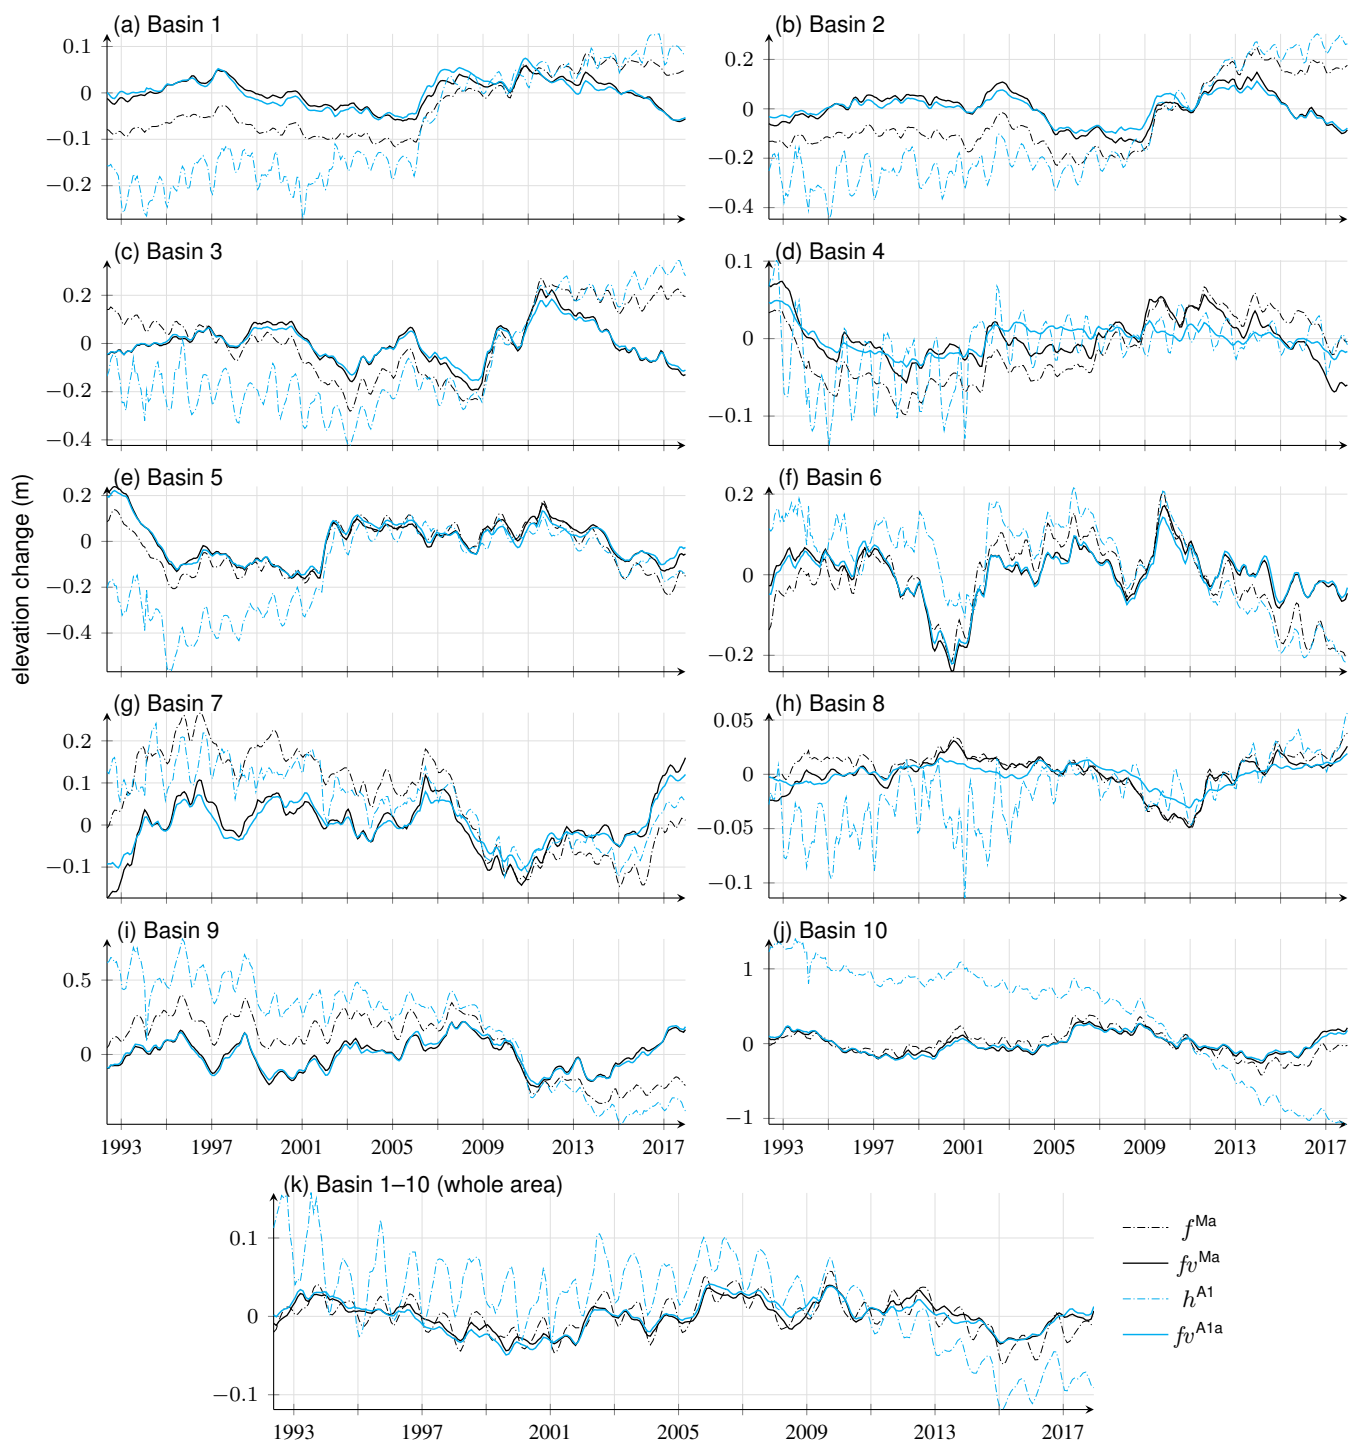 (a) Basin 1
0.1
0
−0.1
−0.2
(b) Basin 2
0.2
0
−0.2
−0.4
(c) Basin 3
0.2
0
−0.2
−0.4
(d) Basin 4
0.1
0
−0.1
elevation change (m)
(e) Basin 5
0.2
0
−0.2
−0.4
(f) Basin 6
0.2
0
−0.2
(g) Basin 7
0.2
0.1
0
−0.1
(h) Basin 8
0.05
0
−0.05
−0.1
(i) Basin 9
0.5
0
1993 1997 2001 2005 2009 2013 2017
(j) Basin 10
1
0
−1
1993 1997 2001 2005 2009 2013 2017
(k) Basin 1–10 (whole area)
0.1
0
−0.1
1993 1997 2001 2005 2009 2013 2017
f^Ma
fv^Ma
h^A1
fv^A1a